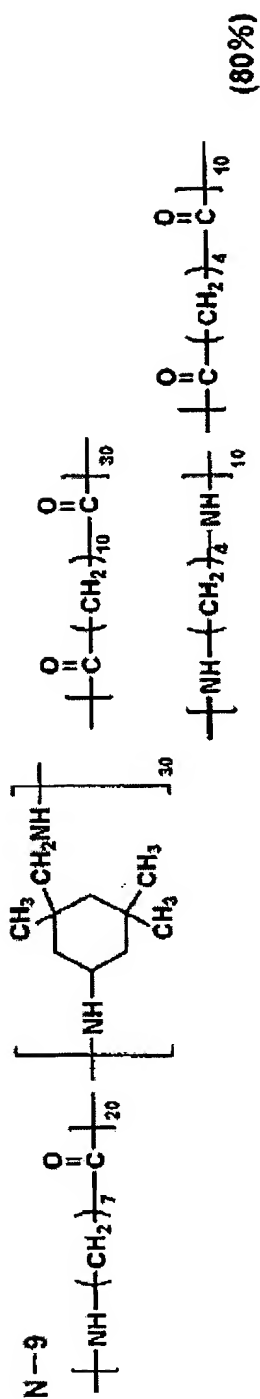 N-9
-[NH-(CH₂)₇-C(=O)]₂₀-
-[NH- CH₃ CH₂NH CH₃ CH₃]₃₀-
-[C(=O)-(CH₂)₁₀-C(=O)]₃₀-
-[NH-(CH₂)₄-NH]₁₀-
-[C(=O)-(CH₂)₄-C(=O)]₁₀-
(80%)